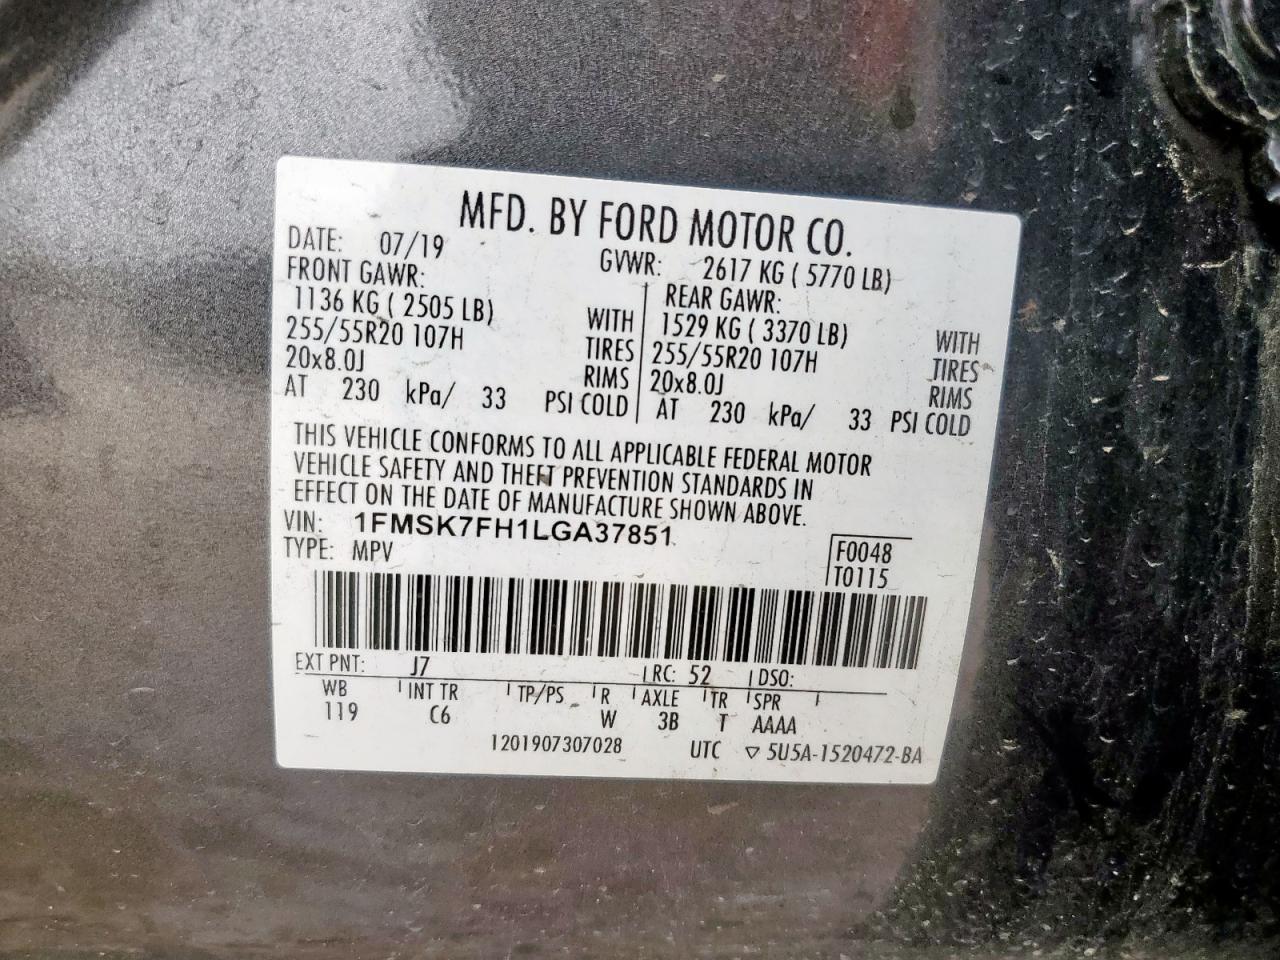 MFD. BY FORD MOTOR CO.
DATE: 07/19 GVWR: 2617 KG ( 5770 LB)
FRONT GAWR: REAR GAWR:
1136 KG ( 2505 LB) WITH 1529 KG ( 3370 LB) WITH
255/55R20 107H TIRES 255/55R20 107H TIRES
20x8.0J RIMS 20x8.0J RIMS
AT 230 kPa/ 33 PSI COLD AT 230 kPa/ 33 PSI COLD
THIS VEHICLE CONFORMS TO ALL APPLICABLE FEDERAL MOTOR
VEHICLE SAFETY AND THEFT PREVENTION STANDARDS IN
EFFECT ON THE DATE OF MANUFACTURE SHOWN ABOVE.
VIN: 1FMSK7FH1LGA37851
TYPE: MPV F0048
T0115
EXT PNT: J7 RC: 52 DSO:
WB INT TR TP/PS R AXLE TR SPR
119 C6 W 3B T AAAA
1201907307028 UTC ▽ 5U5A-1520472-BA